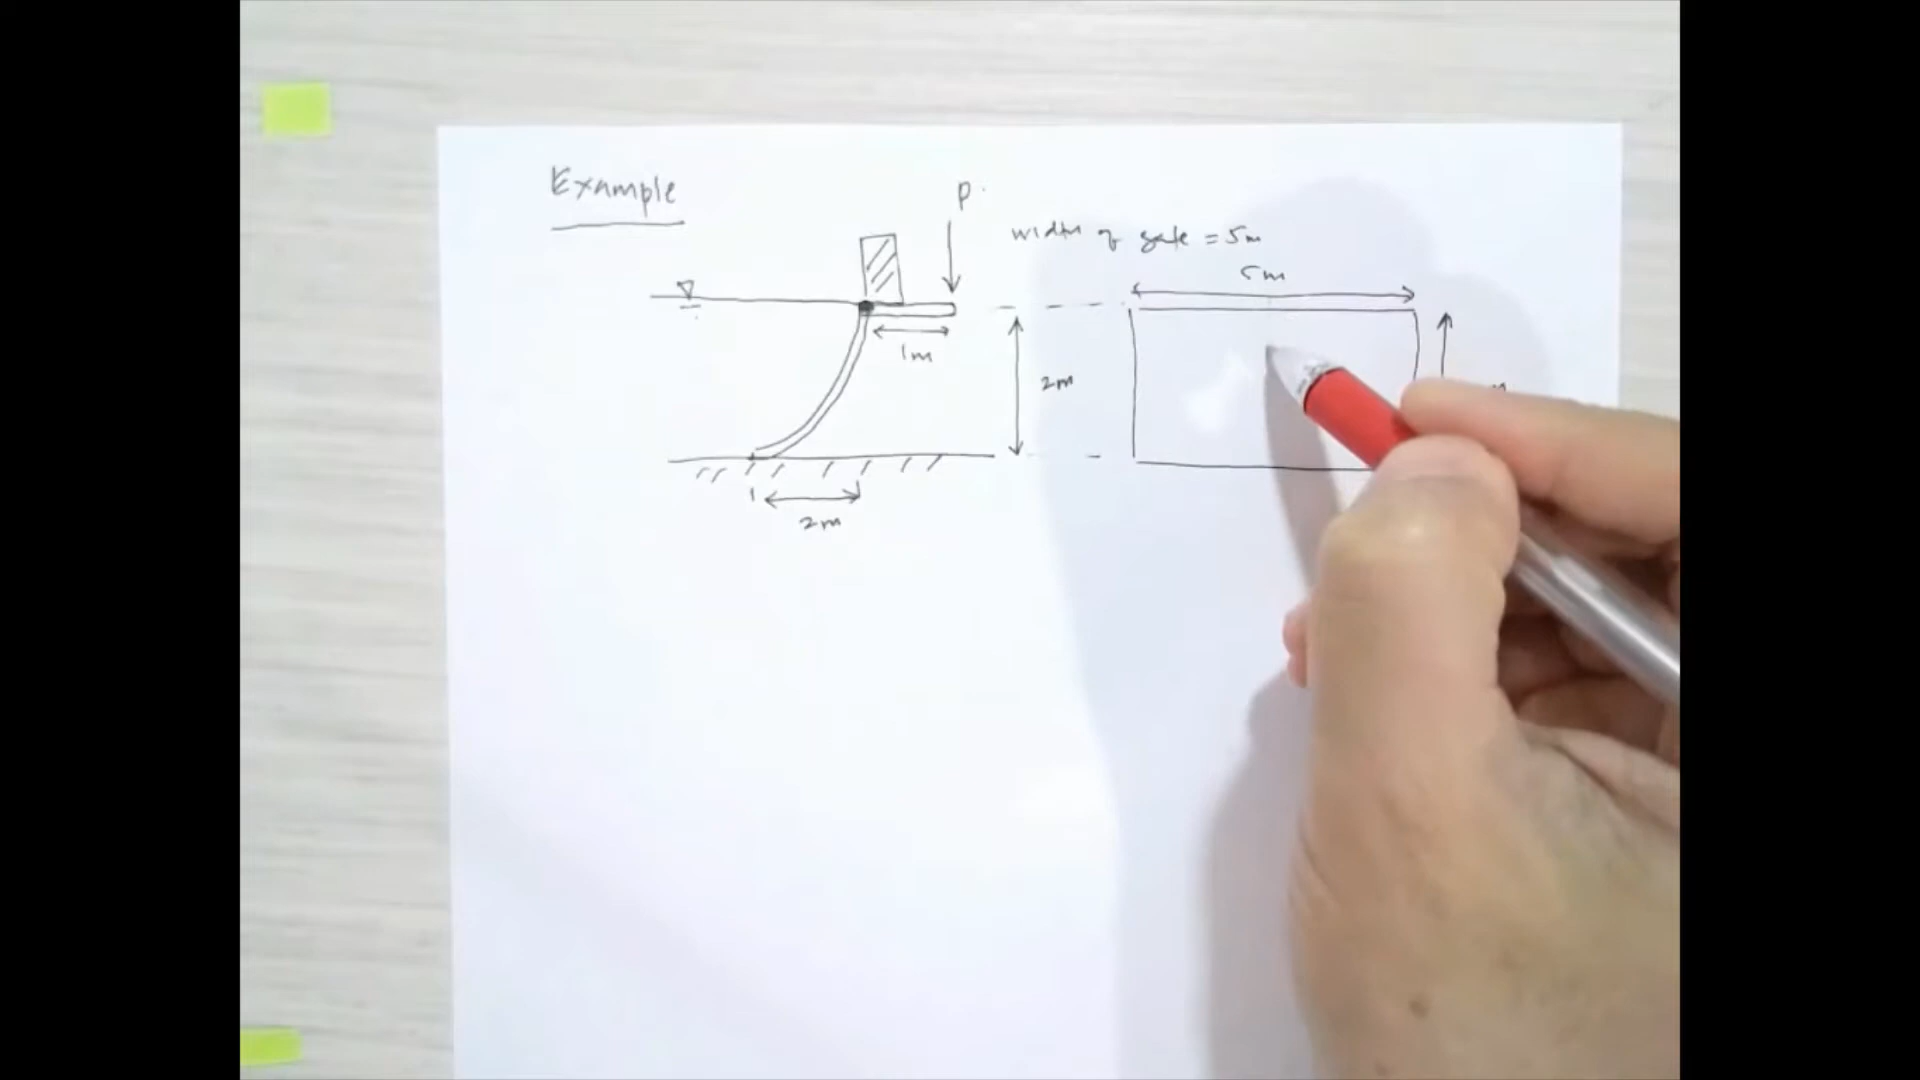 Example
P.
width of gate = 5m
5m
1m
2m
2m